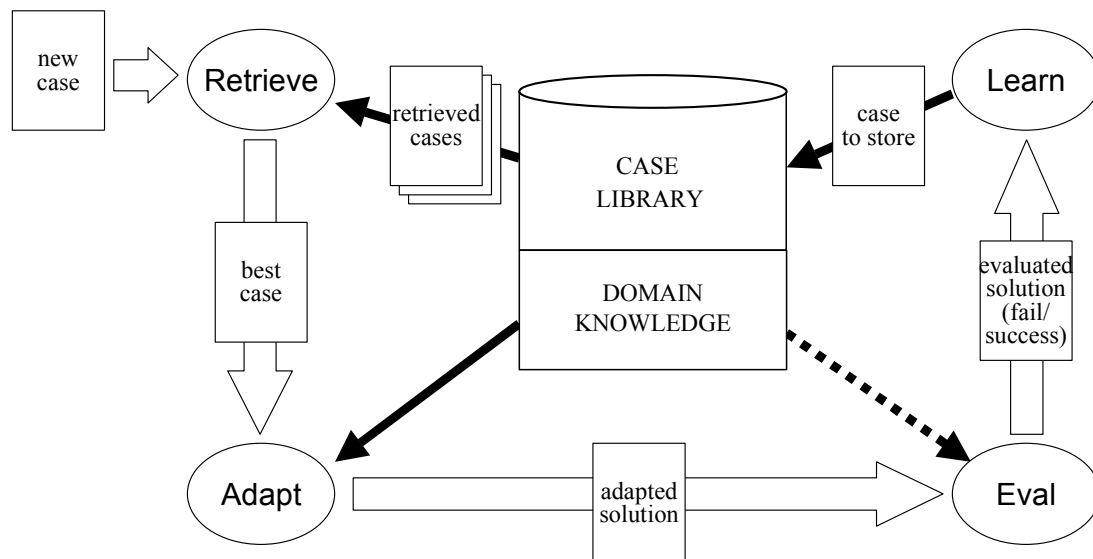 new
case
Retrieve
retrieved
cases
CASE
LIBRARY
case
to store
Learn
best
case
DOMAIN
KNOWLEDGE
evaluated
solution
(fail/
success)
Adapt
adapted
solution
Eval